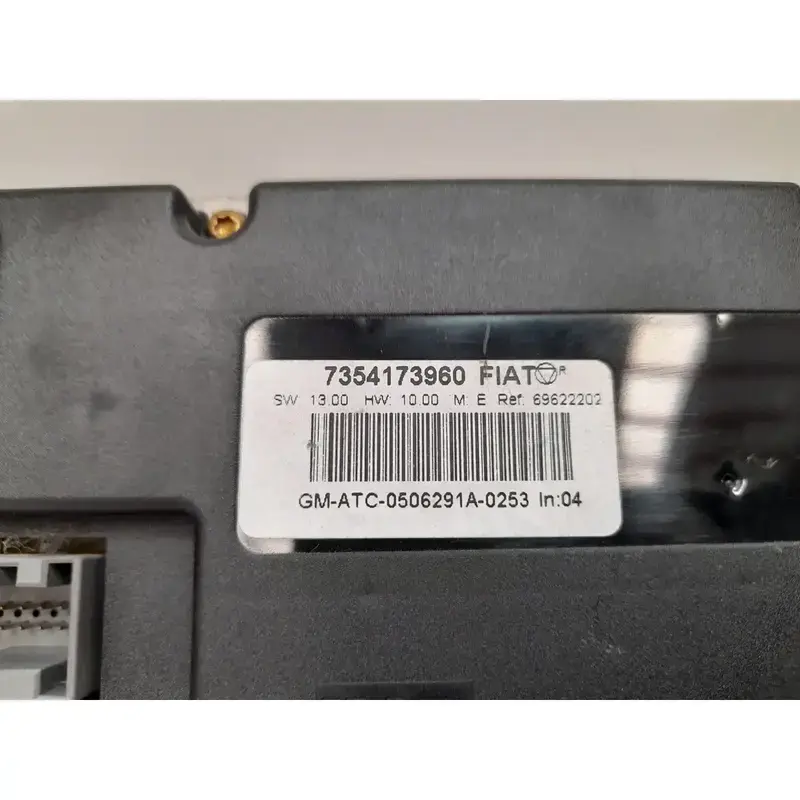 7354173960 FIAT R
SW 13.00 HW: 10.00 M: E Ref: 69622202
GM-ATC-0506291A-0253 In:04